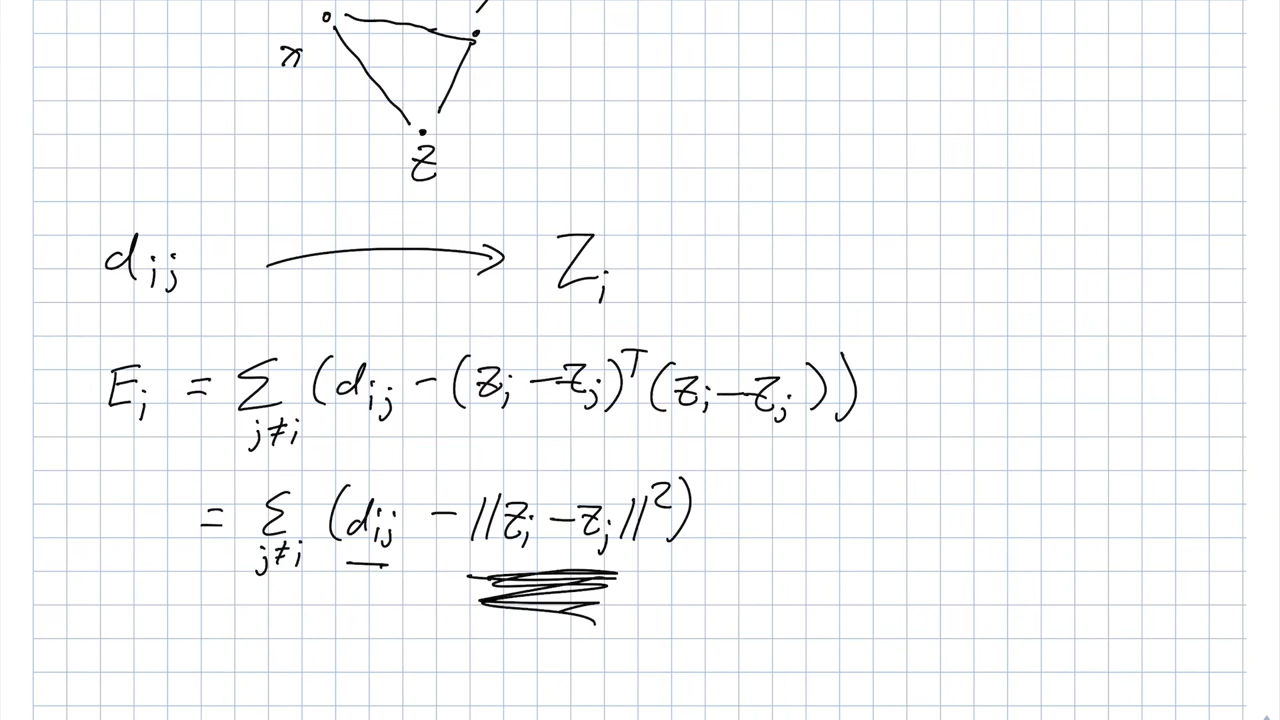 x
z
d_ij → Z_i
E_i = Σ_{j≠i} (d_ij - (z_i - z_j)^T (z_i - z_j))
= Σ_{j≠i} (d_ij - ||z_i - z_j||^2)